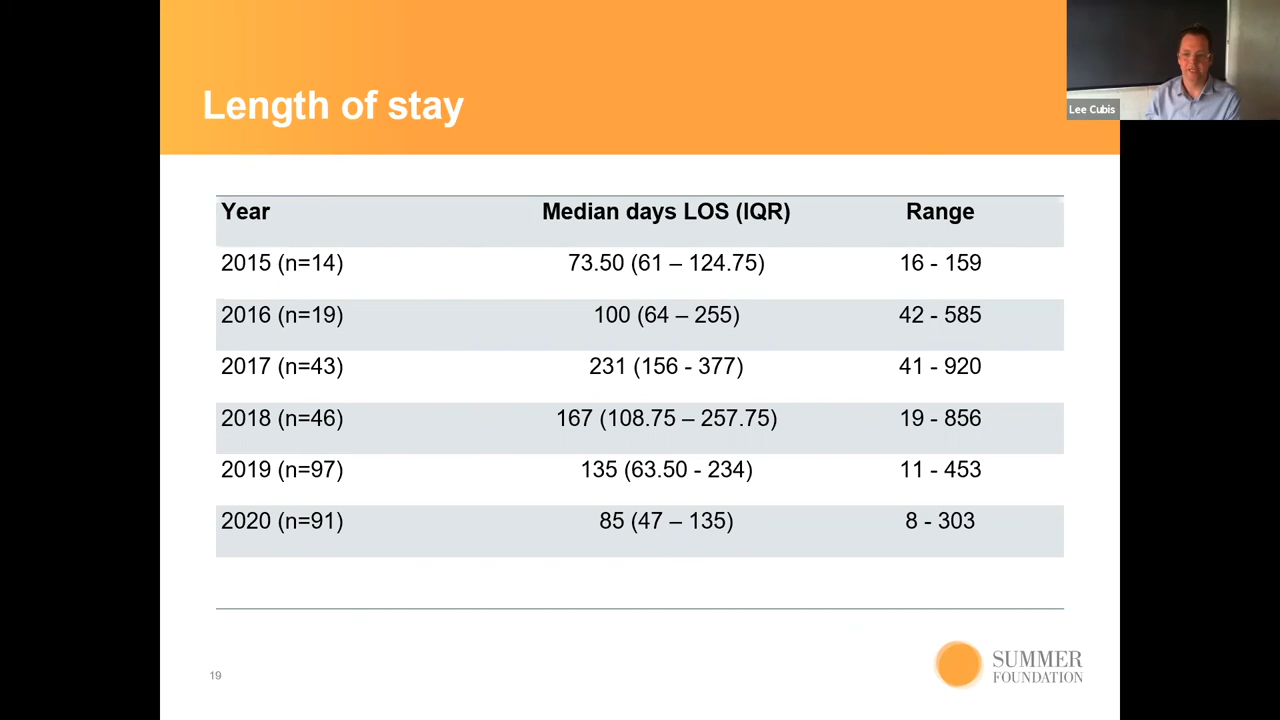 Length of stay
Lee Cubis
Year Median days LOS (IQR) Range
2015 (n=14) 73.50 (61 – 124.75) 16 - 159
2016 (n=19) 100 (64 – 255) 42 - 585
2017 (n=43) 231 (156 - 377) 41 - 920
2018 (n=46) 167 (108.75 – 257.75) 19 - 856
2019 (n=97) 135 (63.50 - 234) 11 - 453
2020 (n=91) 85 (47 – 135) 8 - 303
19
SUMMER
FOUNDATION